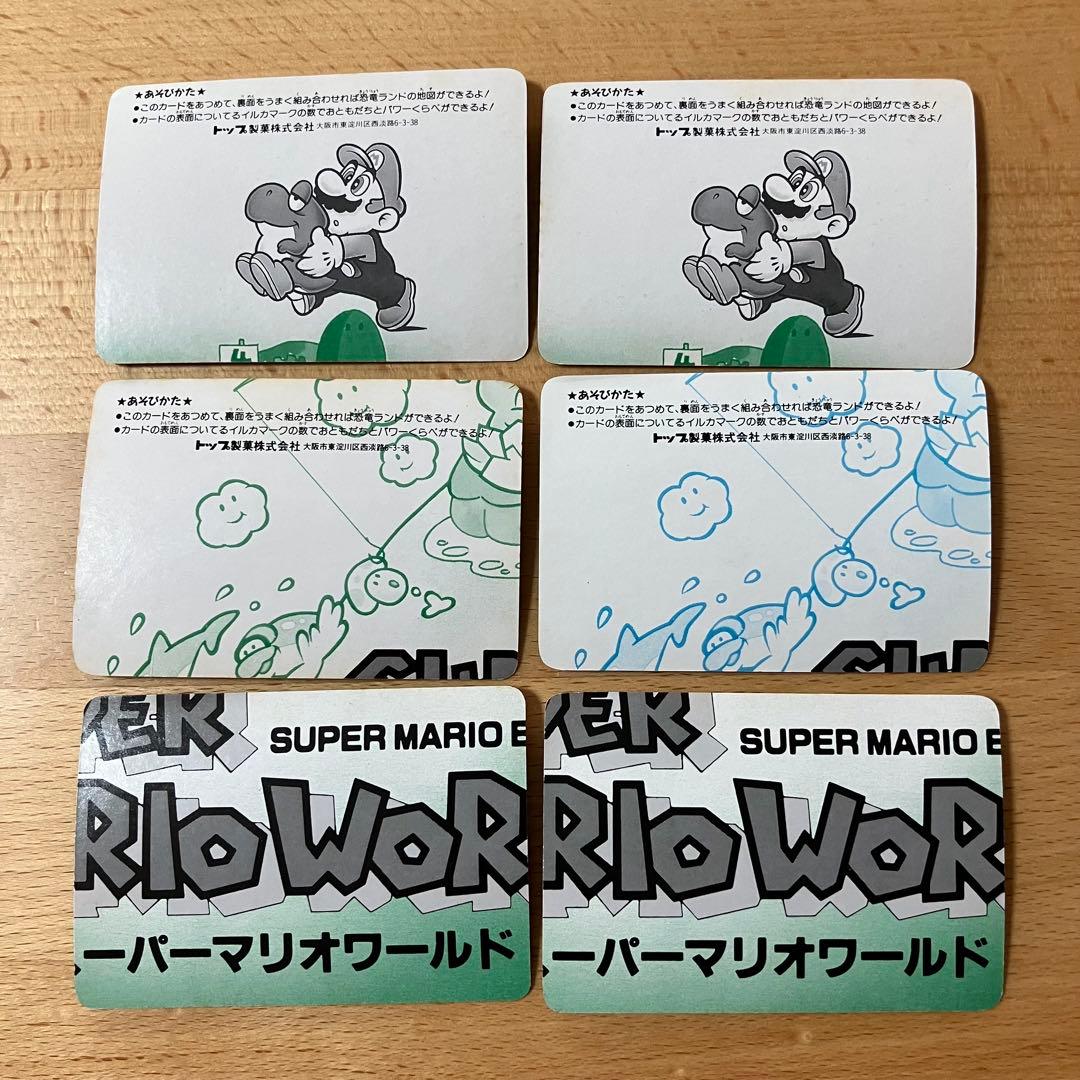 ★あそびかた★
●このカードをあつめて、裏面をうまく組み合わせれば恐竜ランドの地図ができるよ!
●カードの表面についてるイルカマークの数でおともだちとパワーくらべができるよ!
トップ製菓株式会社 大阪市東淀川区西淡路6-3-38
4
★あそびかた★
●このカードをあつめて、裏面をうまく組み合わせれば恐竜ランドの地図ができるよ!
●カードの表面についてるイルカマークの数でおともだちとパワーくらべができるよ!
トップ製菓株式会社 大阪市東淀川区西淡路6-3-38
4
★あそびかた★
●このカードをあつめて、裏面をうまく組み合わせれば恐竜ランドができるよ!
●カードの表面についてるイルカマークの数でおともだちとパワーくらべができるよ!
トップ製菓株式会社 大阪市東淀川区西淡路6-3-38
★あそびかた★
●このカードをあつめて、裏面をうまく組み合わせれば恐竜ランドができるよ!
●カードの表面についてるイルカマークの数でおともだちとパワーくらべができるよ!
トップ製菓株式会社 大阪市東淀川区西淡路6-3-38
PER
SUPER MARIO B
RIO WOR
ーパーマリオワールド
PER
SUPER MARIO B
RIO WOR
ーパーマリオワールド